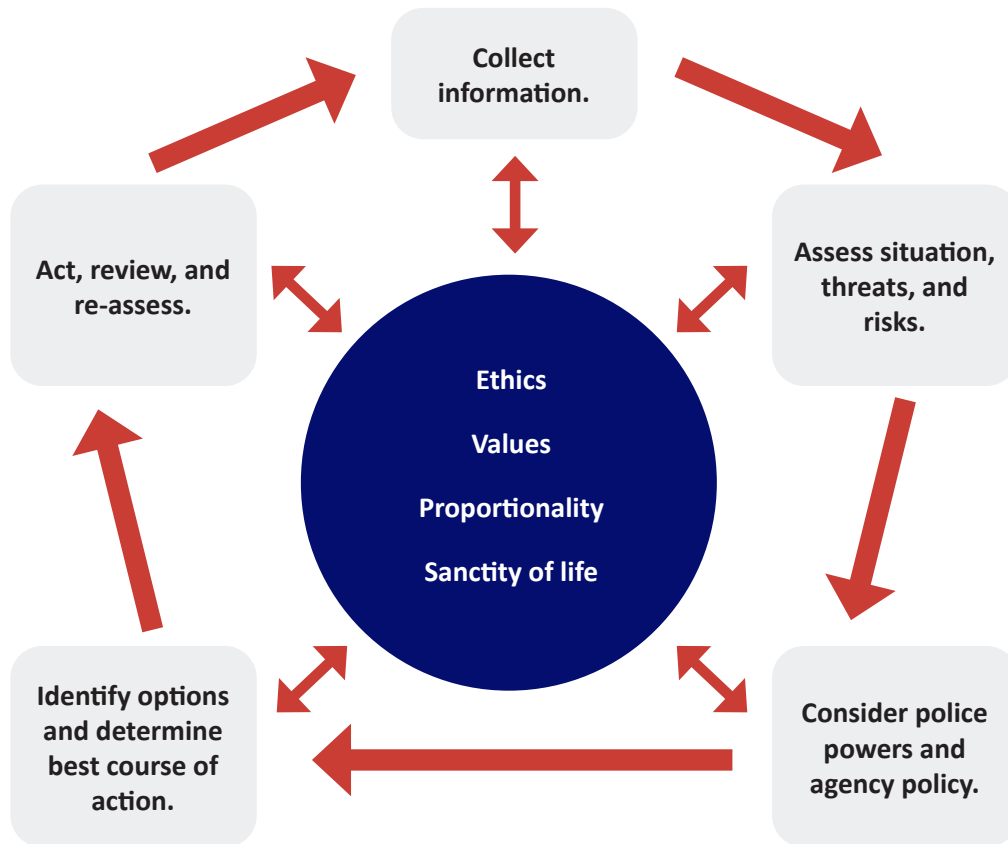 Collect
information.
Assess situation,
threats, and
risks.
Consider police
powers and
agency policy.
Identify options
and determine
best course of
action.
Act, review, and
re-assess.
Ethics
Values
Proportionality
Sanctity of life